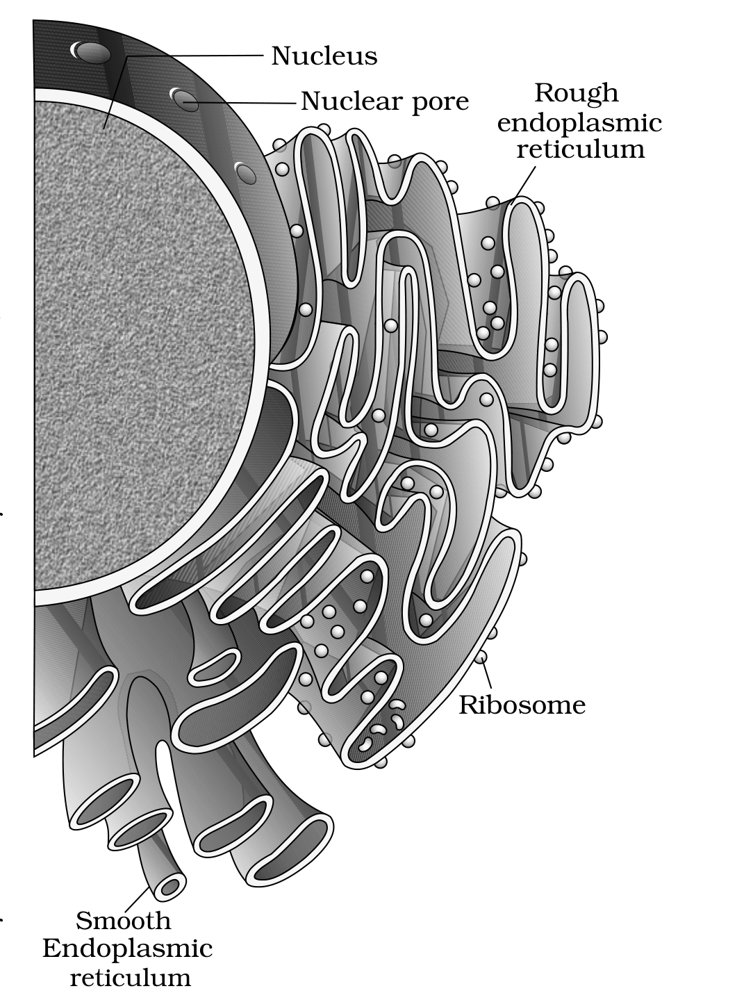 Nucleus
Nuclear pore
Rough
endoplasmic
reticulum
Ribosome
Smooth
Endoplasmic
reticulum